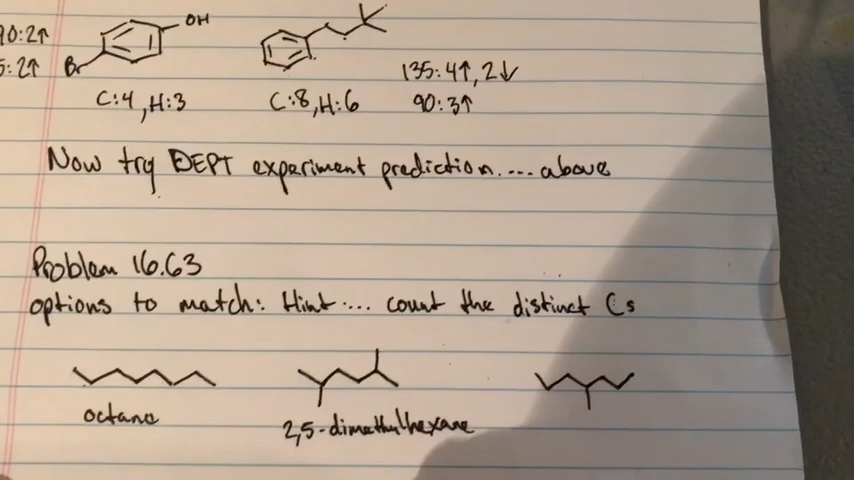 90:2↑ OH
5:2↑ Br 135:4↑, 2↓
C:4, H:3 C:8, H:6 90:3↑
Now try DEPT experiment prediction.... above
Problem 16.63
options to match: Hint.... count the distinct Cs
octane
2,5-dimethylhexane